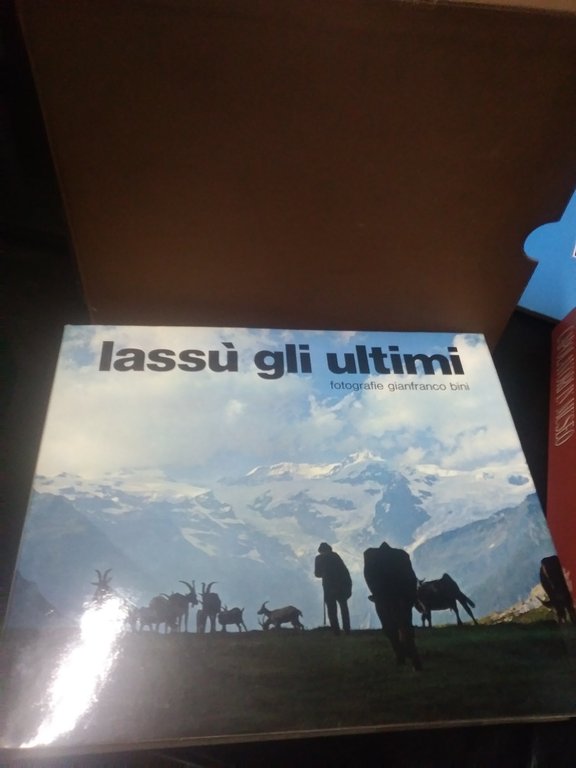 lassù gli ultimi
fotografie gianfranco bini